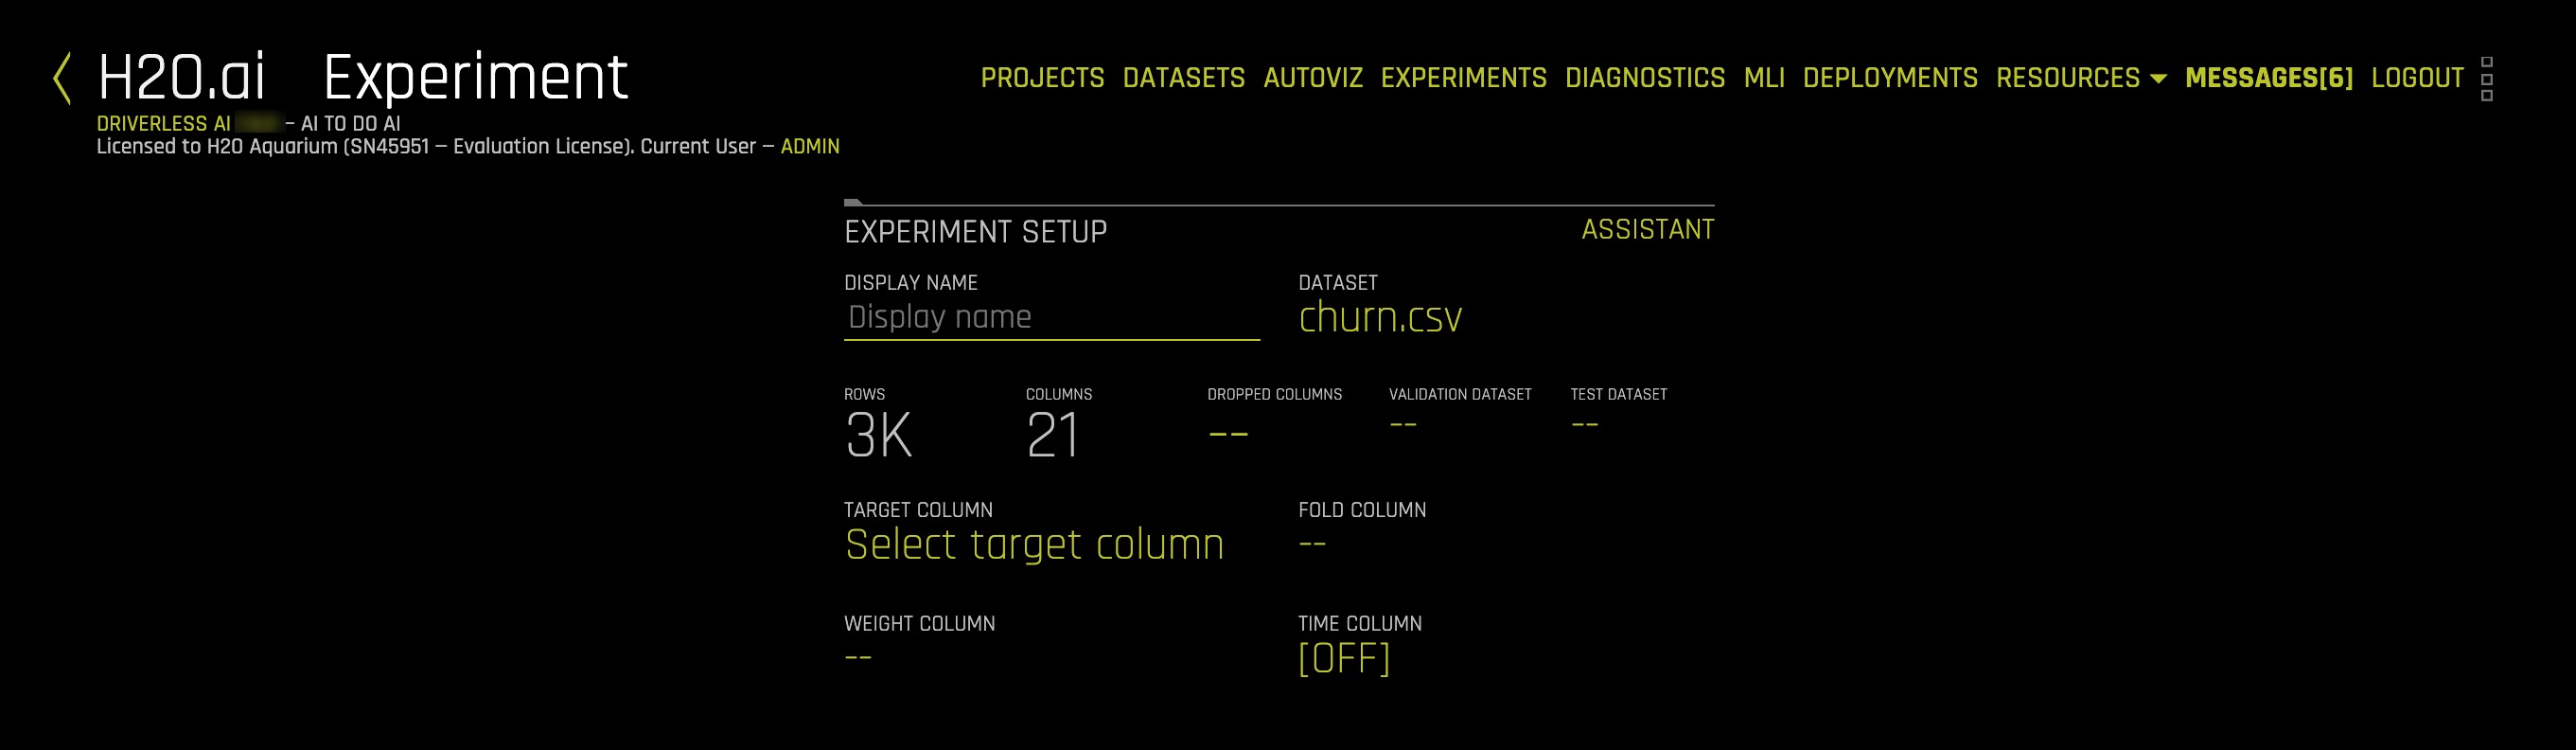 H2O.ai Experiment
PROJECTS DATASETS AUTOVIZ EXPERIMENTS DIAGNOSTICS MLI DEPLOYMENTS RESOURCES MESSAGES[6] LOGOUT
DRIVERLESS AI – AI TO DO AI
Licensed to H2O Aquarium (SN45951 – Evaluation License). Current User – ADMIN
EXPERIMENT SETUP ASSISTANT
DISPLAY NAME DATASET
Display name churn.csv
ROWS COLUMNS DROPPED COLUMNS VALIDATION DATASET TEST DATASET
3K 21 -- -- --
TARGET COLUMN FOLD COLUMN
Select target column --
WEIGHT COLUMN TIME COLUMN
-- [OFF]